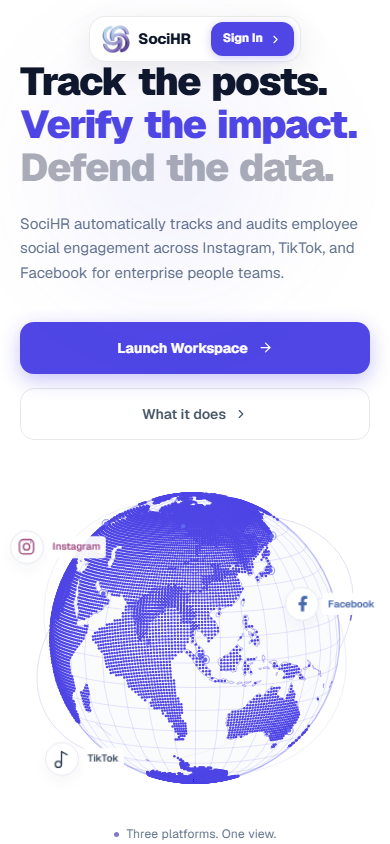 SociHR
Sign In
Track the posts.
Verify the impact.
Defend the data.
SociHR automatically tracks and audits employee
social engagement across Instagram, TikTok, and
Facebook for enterprise people teams.
Launch Workspace
What it does
Instagram
Facebook
TikTok
Three platforms. One view.